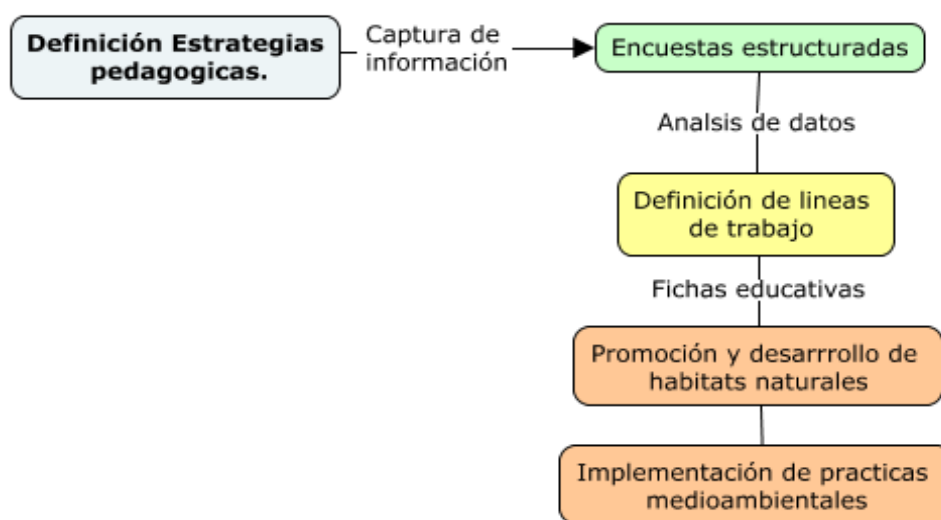 Definición Estrategias
pedagogicas.
Captura de
información
Encuestas estructuradas
Analsis de datos
Definición de lineas
de trabajo
Fichas educativas
Promoción y desarrrollo de
habitats naturales
Implementación de practicas
medioambientales